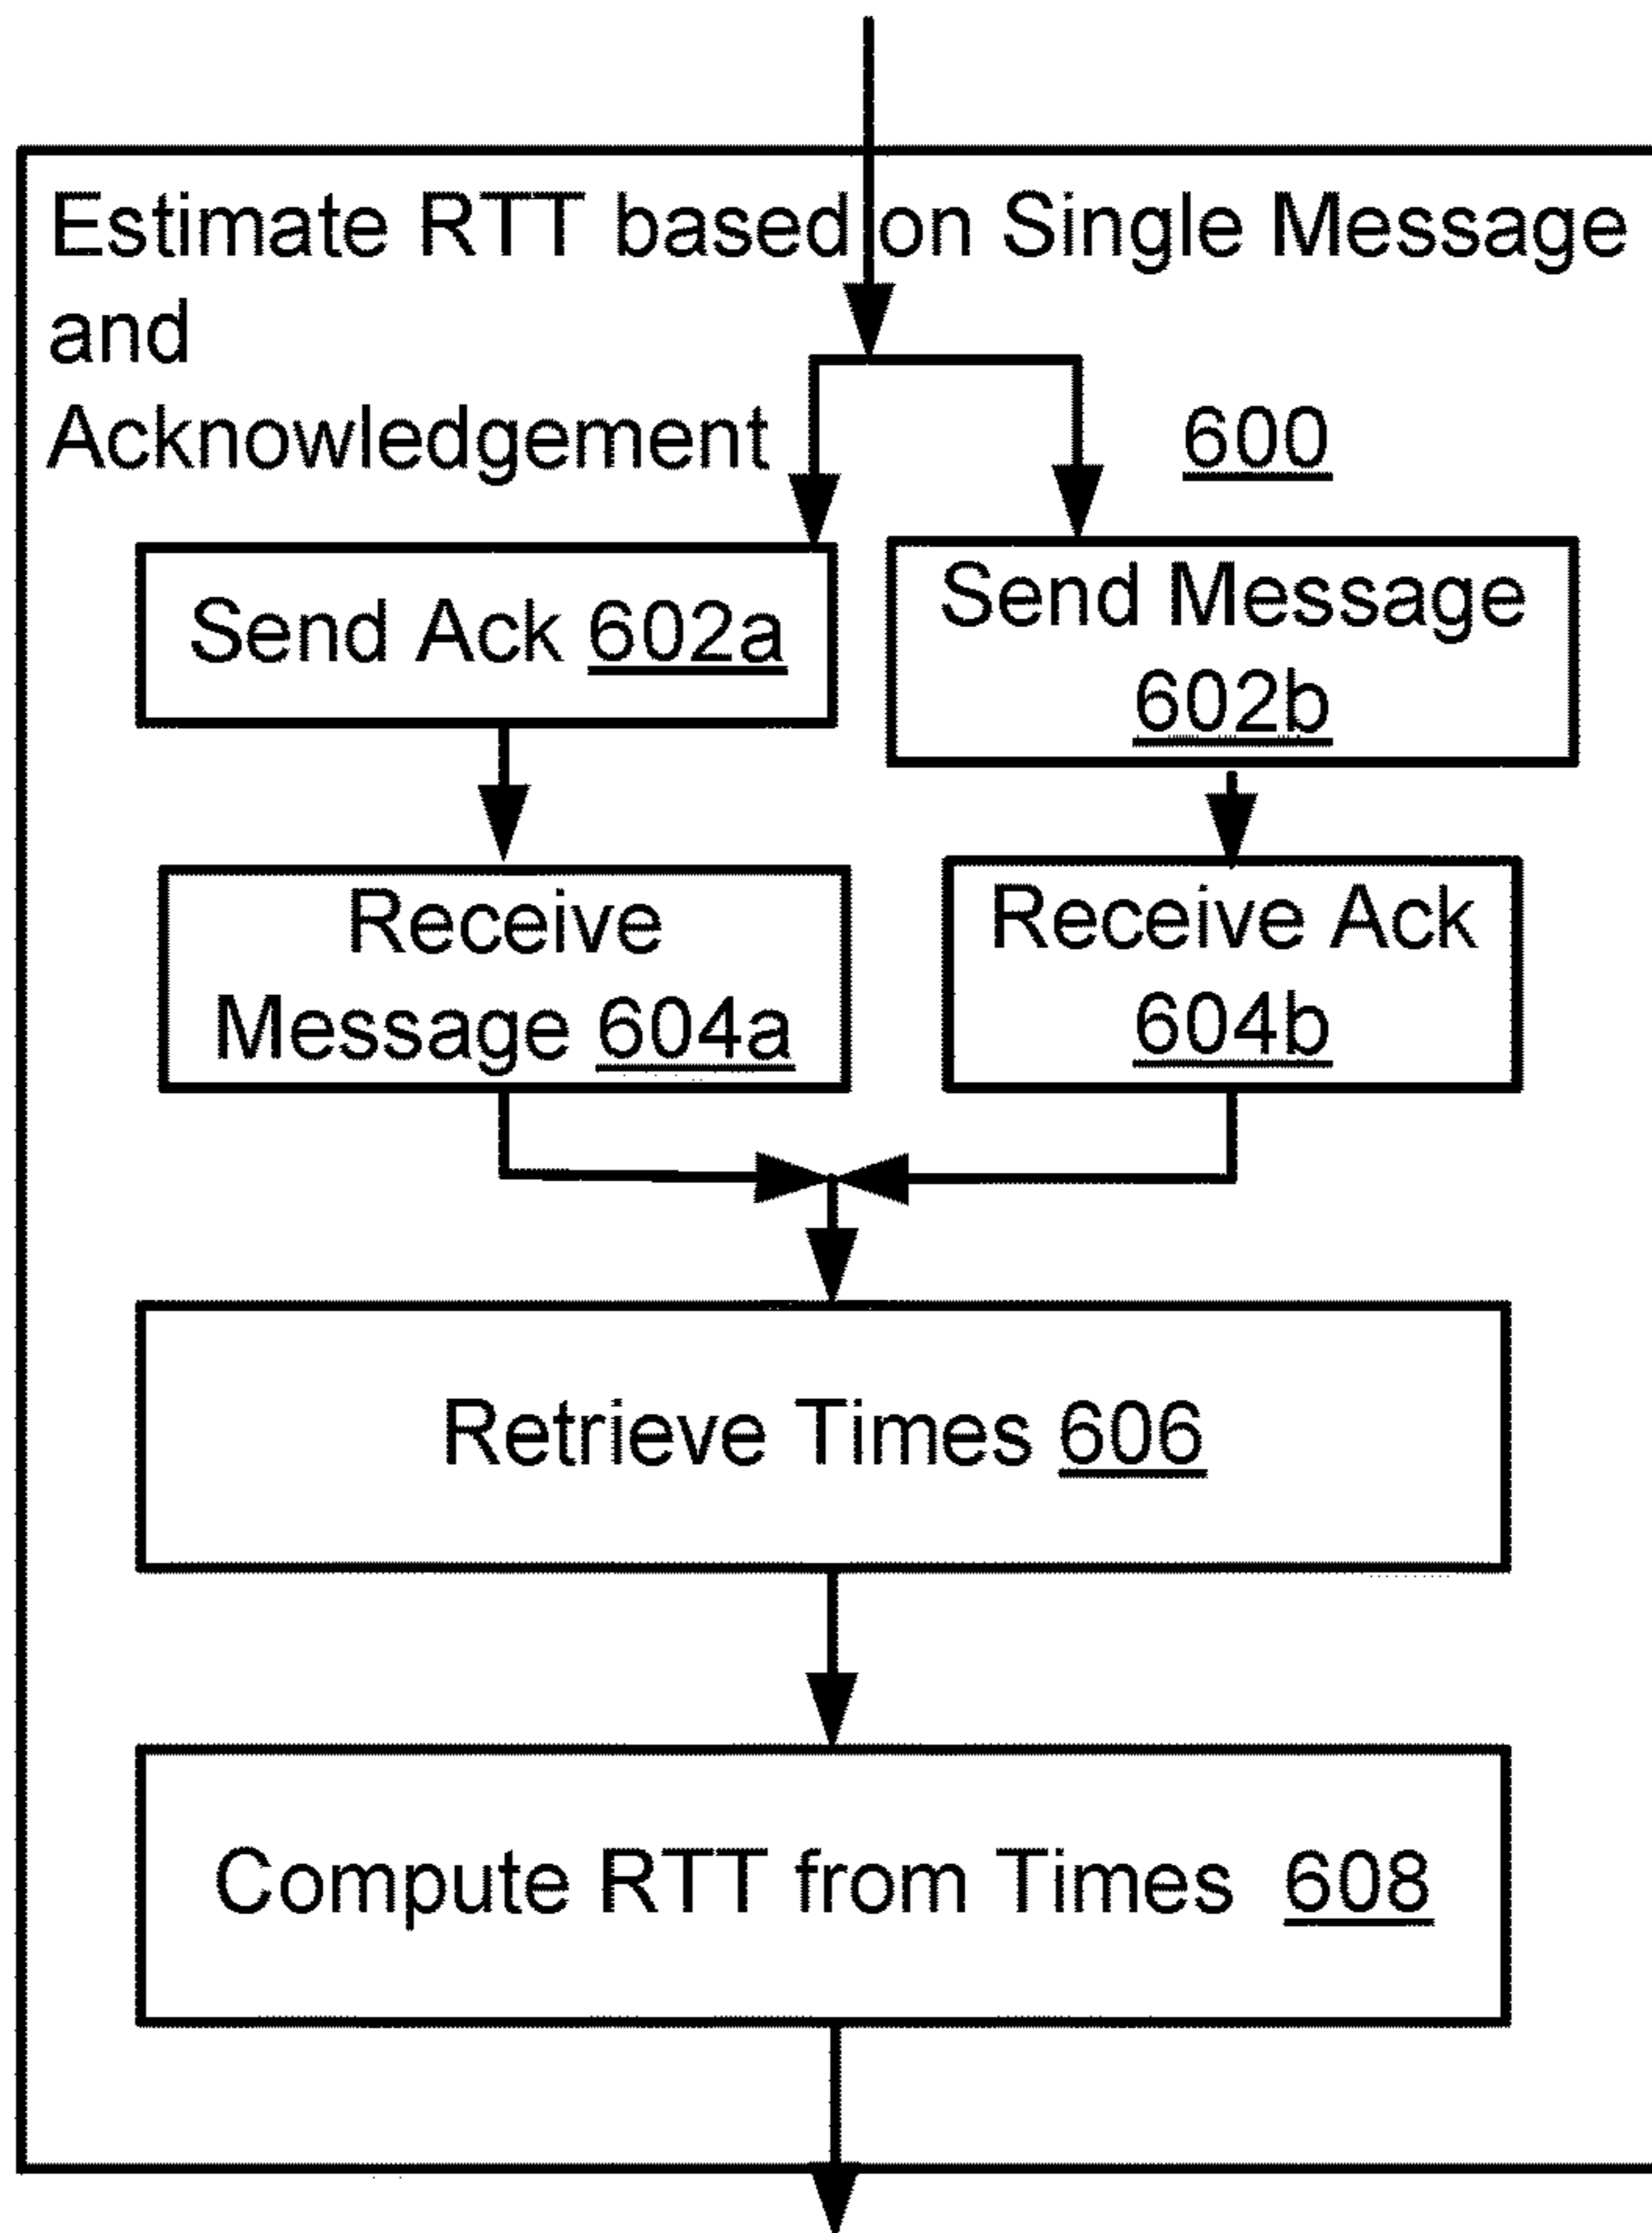 Estimate RTT based on Single Message
and
Acknowledgement
600
Send Ack 602a
Send Message
602b
Receive
Message 604a
Receive Ack
604b
Retrieve Times 606
Compute RTT from Times 608